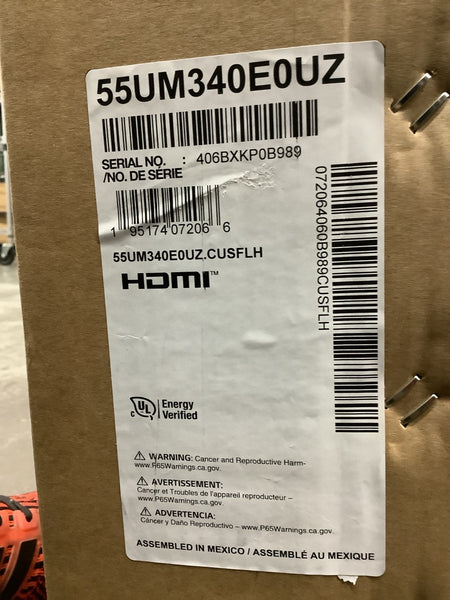 55UM340E0UZ
SERIAL NO. : 406BXKP0B989
/NO. DE SÉRIE
1 95174 07206 6
072064060B989CUSFLH
55UM340E0UZ.CUSFLH
HDMI™
UL Energy
Verified
⚠ WARNING: Cancer and Reproductive Harm-
www.P65Warnings.ca.gov.
⚠ AVERTISSEMENT:
Cancer et Troubles de l'appareil reproducteur –
www.P65Warnings.ca.gov.
⚠ ADVERTENCIA:
Cáncer y Daño Reproductivo – www.P65Warnings.ca.gov.
ASSEMBLED IN MEXICO / ASSEMBLÉ AU MEXIQUE